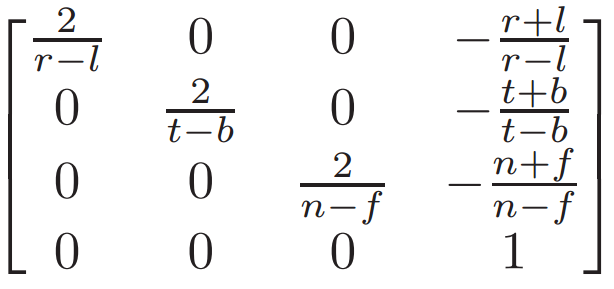 [ 2/(r−l) 0 0 −(r+l)/(r−l) ]
[ 0 2/(t−b) 0 −(t+b)/(t−b) ]
[ 0 0 2/(n−f) −(n+f)/(n−f) ]
[ 0 0 0 1 ]